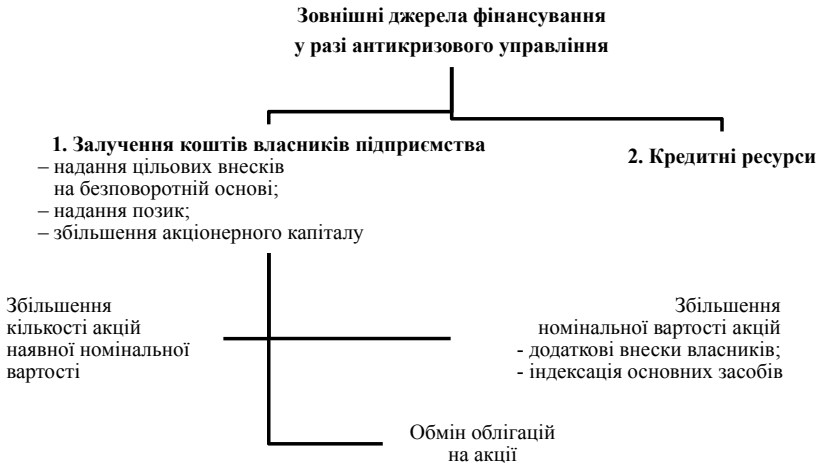 Зовнішні джерела фінансування
у разі антикризового управління
1. Залучення коштів власників підприємства
– надання цільових внесків
на безповоротній основі;
– надання позик;
– збільшення акціонерного капіталу
2. Кредитні ресурси
Збільшення
кількості акцій
наявної номінальної
вартості
Збільшення
номінальної вартості акцій
- додаткові внески власників;
- індексація основних засобів
Обмін облігацій
на акції